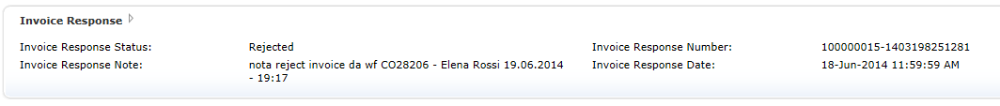 Invoice Response
Invoice Response Status: Rejected Invoice Response Number: 100000015-1403198251281
Invoice Response Note: nota reject invoice da wf CO28206 - Elena Rossi 19.06.2014 Invoice Response Date: 18-Jun-2014 11:59:59 AM
- 19:17